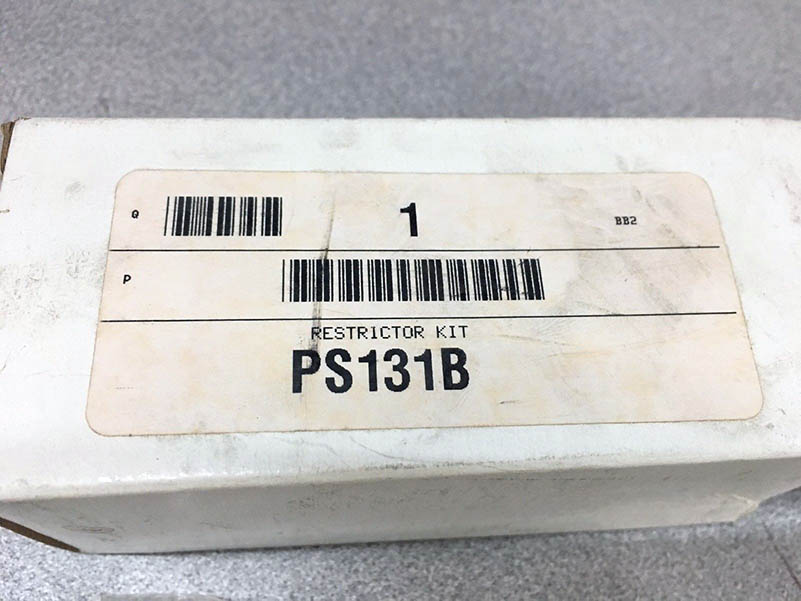 Q 1 BB2
P
RESTRICTOR KIT
PS131B